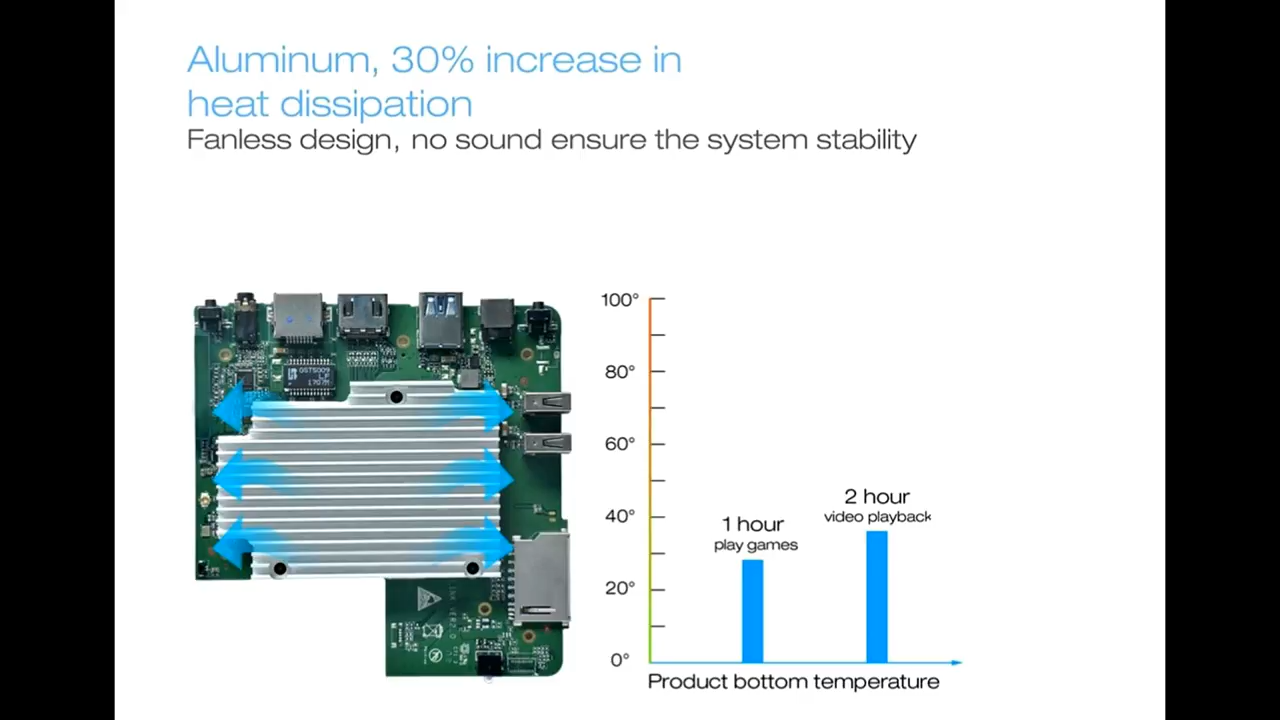 Aluminum, 30% increase in
heat dissipation
Fanless design, no sound ensure the system stability
100°
80°
60°
40°
20°
0°
1 hour
play games
2 hour
video playback
Product bottom temperature